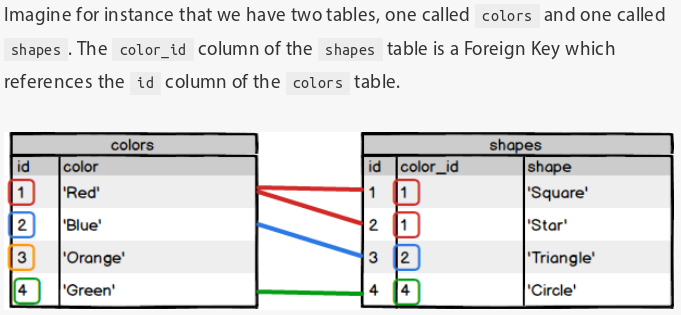 Imagine for instance that we have two tables, one called colors and one called
shapes . The color_id column of the shapes table is a Foreign Key which
references the id column of the colors table.
colors shapes
id color id color_id shape
1 'Red' 1 1 'Square'
2 'Blue' 2 1 'Star'
3 'Orange' 3 2 'Triangle'
4 'Green' 4 4 'Circle'